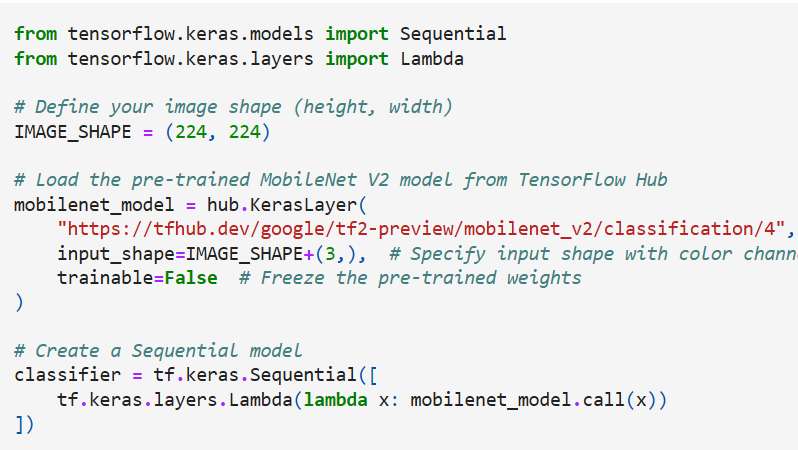 from tensorflow.keras.models import Sequential
from tensorflow.keras.layers import Lambda
# Define your image shape (height, width)
IMAGE_SHAPE = (224, 224)
# Load the pre-trained MobileNet V2 model from TensorFlow Hub
mobilenet_model = hub.KerasLayer(
    "https://tfhub.dev/google/tf2-preview/mobilenet_v2/classification/4",
    input_shape=IMAGE_SHAPE+(3,),  # Specify input shape with color
    trainable=False  # Freeze the pre-trained weights
)
# Create a Sequential model
classifier = tf.keras.Sequential([
    tf.keras.layers.Lambda(lambda x: mobilenet_model.call(x))
])